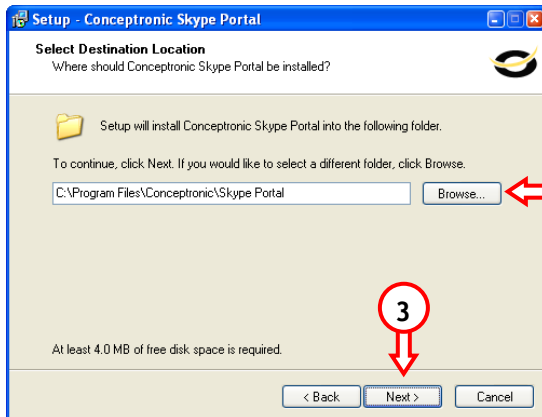 Setup - Conceptronic Skype Portal
Select Destination Location
Where should Conceptronic Skype Portal be installed?
Setup will install Conceptronic Skype Portal into the following folder.
To continue, click Next. If you would like to select a different folder, click Browse.
C:\Program Files\Conceptronic\Skype Portal
Browse...
3
At least 4.0 MB of free disk space is required.
< Back Next > Cancel